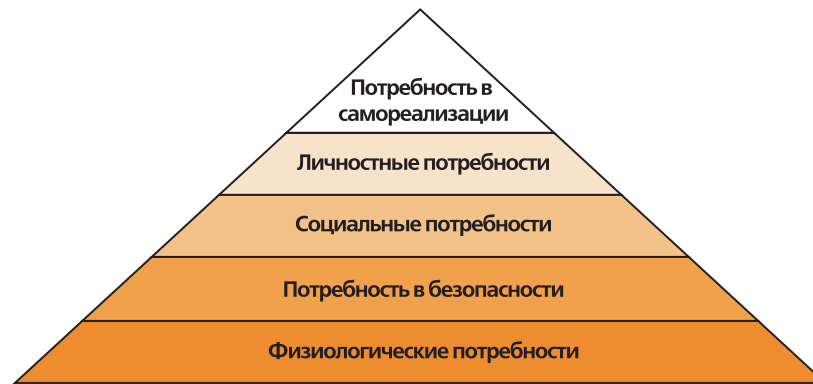 Потребность в
самореализации
Личностные потребности
Социальные потребности
Потребность в безопасности
Физиологические потребности